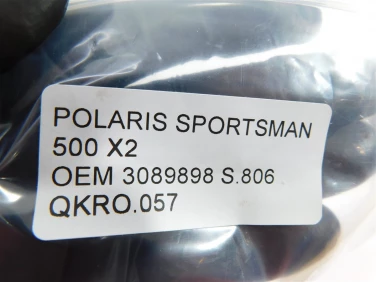 POLARIS SPORTSMAN
500 X2
OEM 3089898 S.806
QKRO.057